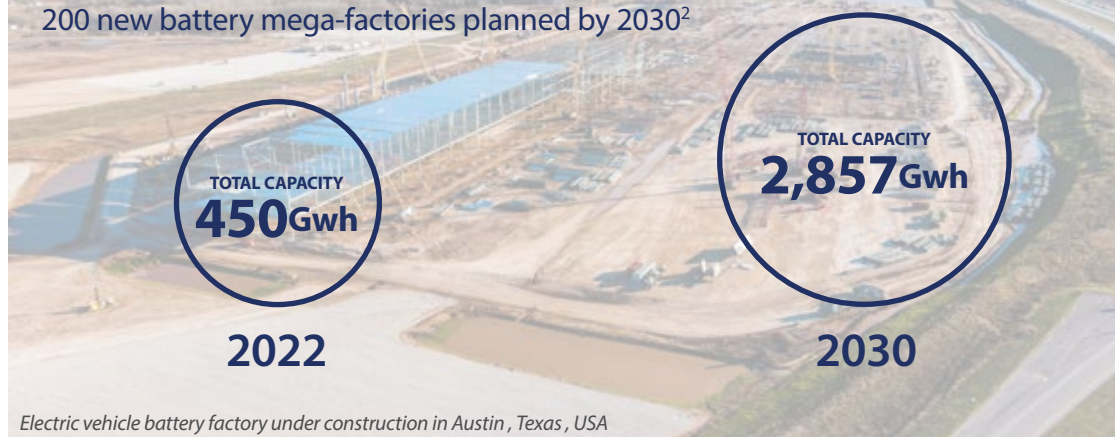 200 new battery mega-factories planned by 2030²
TOTAL CAPACITY
450Gwh
2022
TOTAL CAPACITY
2,857Gwh
2030
Electric vehicle battery factory under construction in Austin , Texas , USA